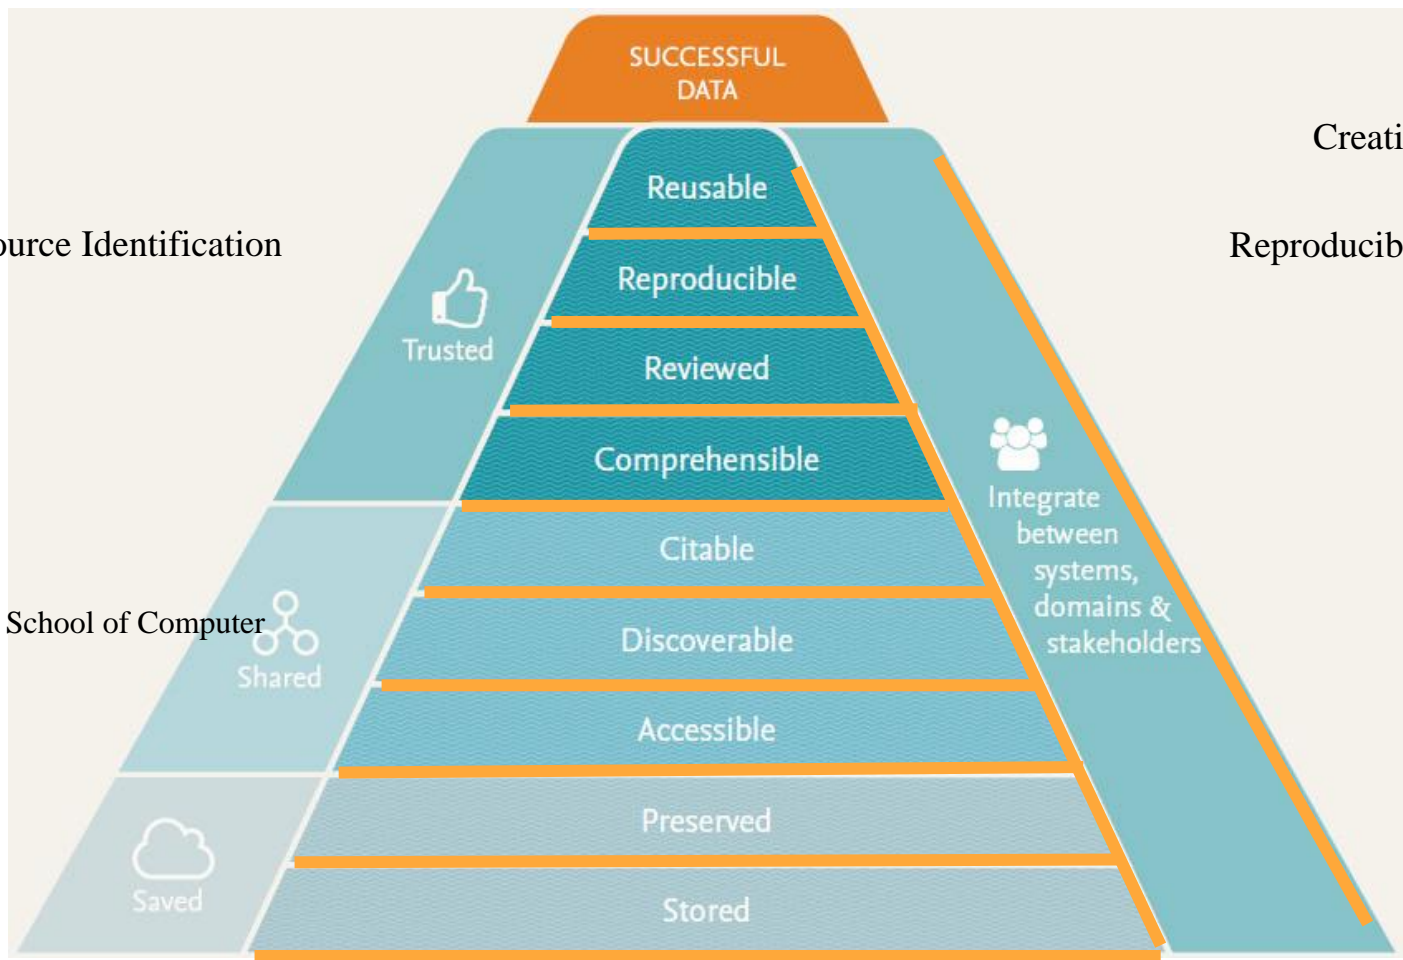 SUCCESSFUL
DATA
Creati
Reusable
ource Identification
Reproducib
Reproducible
Trusted
Reviewed
Comprehensible
Integrate
between
systems,
domains &
stakeholders
Citable
School of Computer
Discoverable
Shared
Accessible
Preserved
Saved
Stored